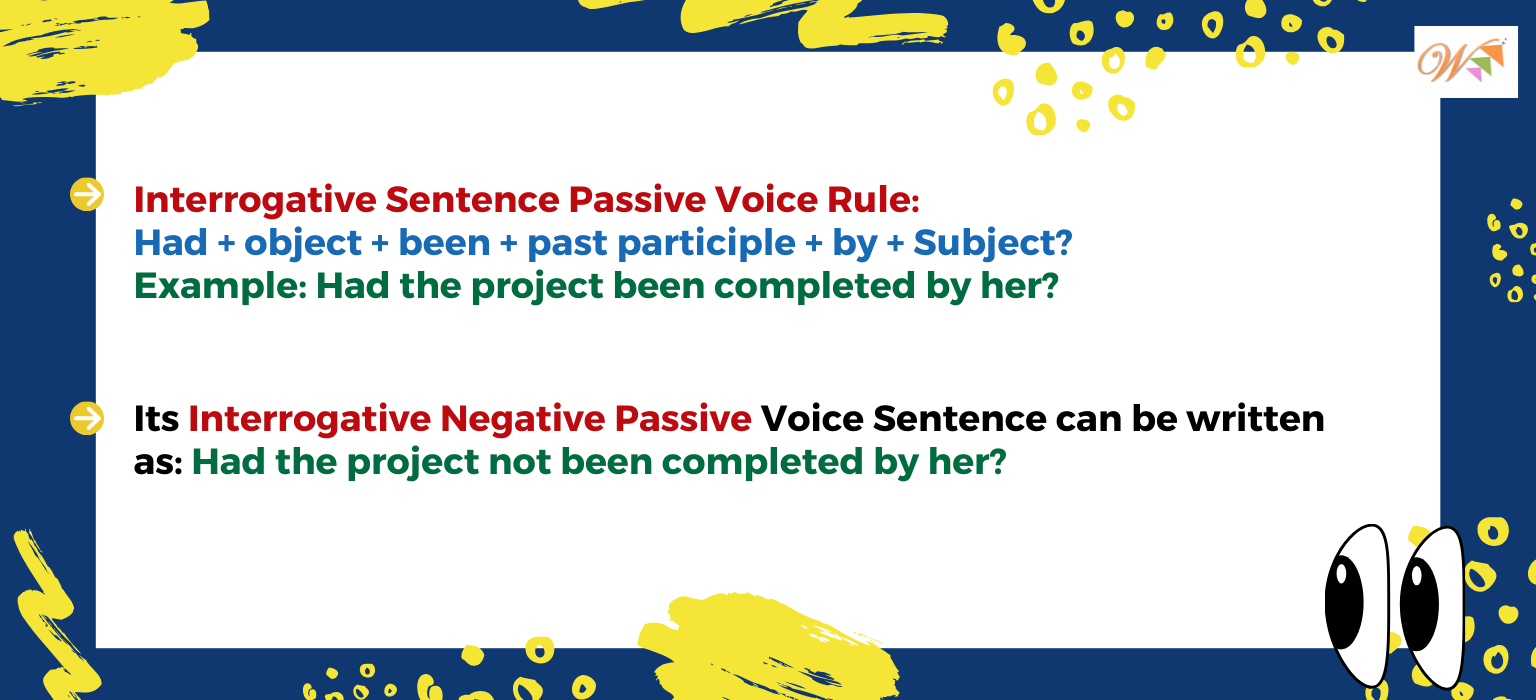 Interrogative Sentence Passive Voice Rule:
Had + object + been + past participle + by + Subject?
Example: Had the project been completed by her?
Its Interrogative Negative Passive Voice Sentence can be written
as: Had the project not been completed by her?
W